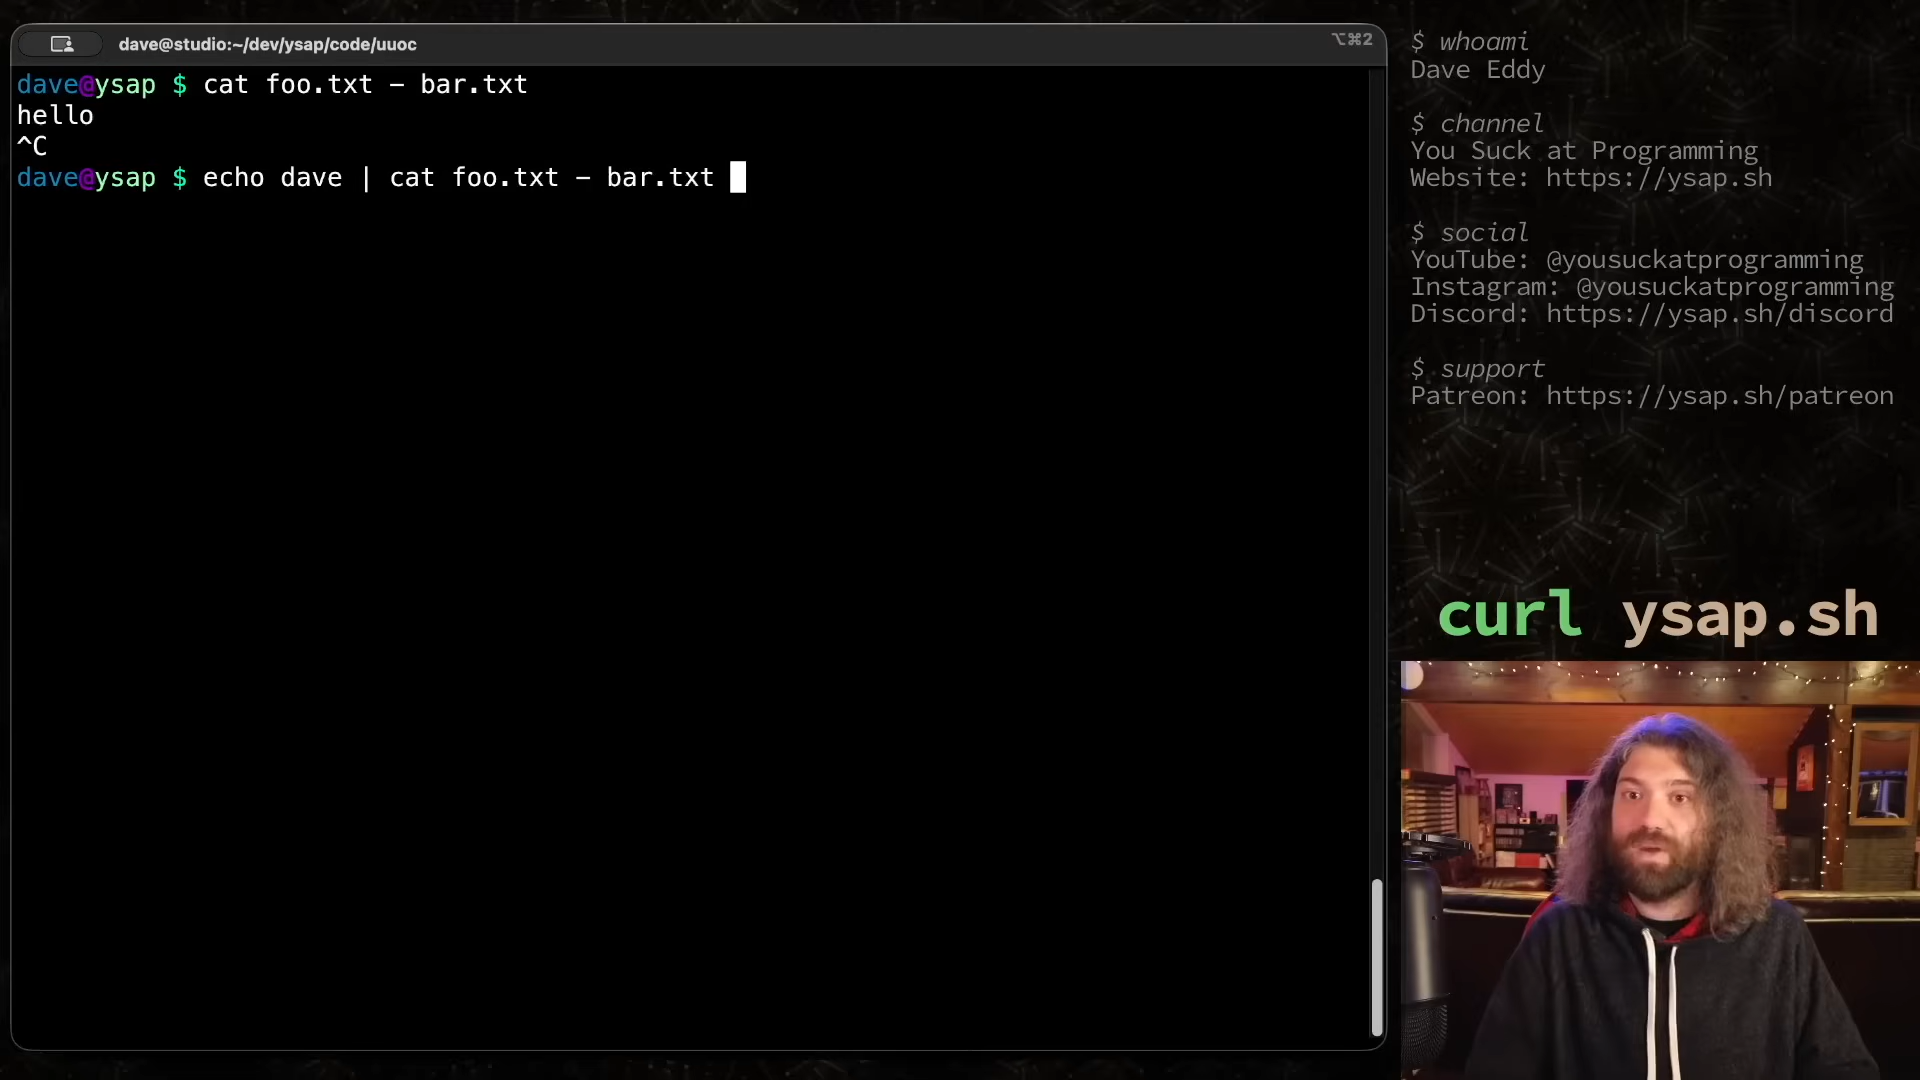 dave@studio:~/dev/ysap/code/uuoc
⌥⌘2
dave@ysap $ cat foo.txt - bar.txt
hello
^C
dave@ysap $ echo dave | cat foo.txt - bar.txt
$ whoami
Dave Eddy
$ channel
You Suck at Programming
Website: https://ysap.sh
$ social
YouTube: @yousuckatprogramming
Instagram: @yousuckatprogramming
Discord: https://ysap.sh/discord
$ support
Patreon: https://ysap.sh/patreon
curl ysap.sh